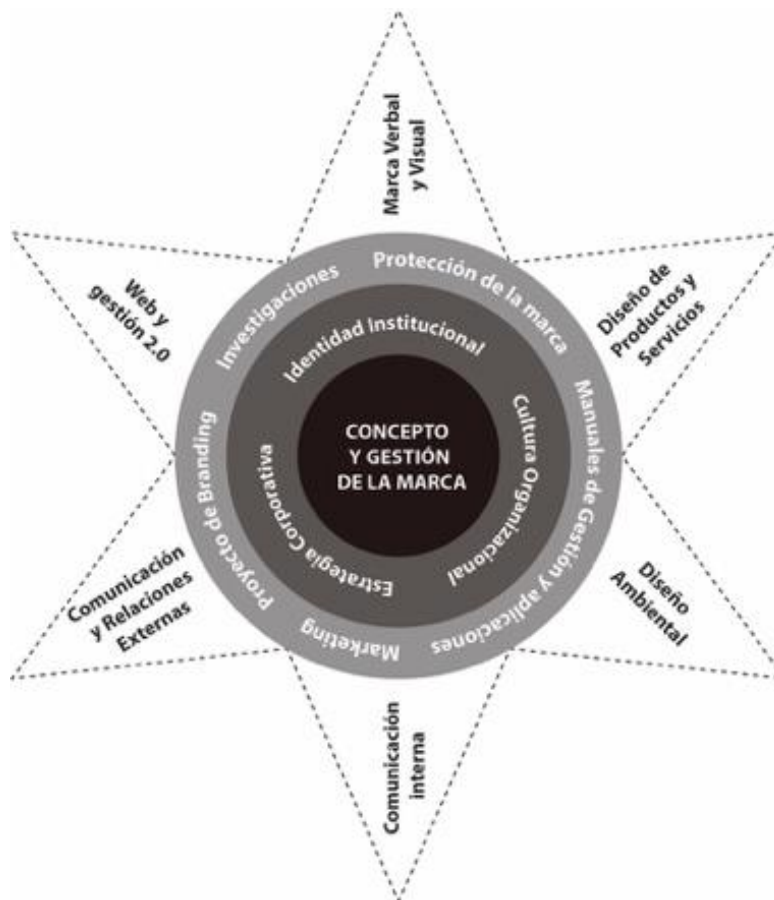 Marca Verbal
y Visual
Diseño de
Productos y
Servicios
Diseño
Ambiental
Comunicación
interna
Comunicación
y Relaciones
Externas
Web y
gestión 2.0
Investigaciones
Protección de la marca
Manuales de Gestión y aplicaciones
Marketing
Proyecto de Branding
Identidad Institucional
Cultura Organizacional
Estrategia Corporativa
CONCEPTO
Y GESTIÓN
DE LA MARCA